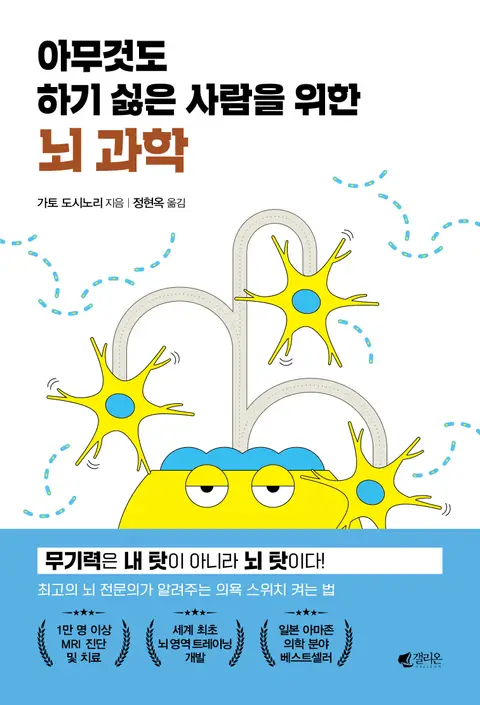 아무것도
하기 싫은 사람을 위한
뇌 과학
가토 도시노리 지음 | 정현옥 옮김
무기력은 내 탓이 아니라 뇌 탓이다!
최고의 뇌 전문의가 알려주는 의욕 스위치 켜는 법
1만 명 이상
MRI 진단
및 치료
세계 최초
뇌 영역 트레이닝
개발
일본 아마존
의학 분야
베스트셀러
갤리온
GALLEON